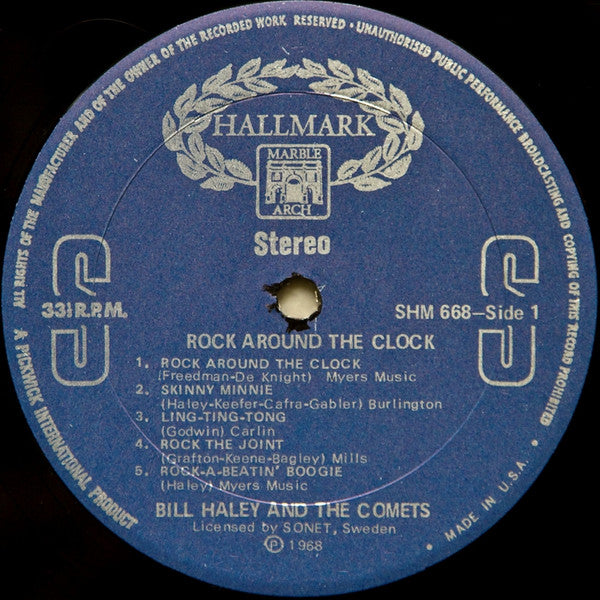 ALL RIGHTS OF THE MANUFACTURER AND OF THE OWNER OF THE RECORDED WORK RESERVED • UNAUTHORISED PUBLIC PERFORMANCE BROADCASTING AND COPYING OF THIS RECORD PROHIBITED
HALLMARK
MARBLE
ARCH
Stereo
33⅓ R.P.M.
SHM 668–Side 1
ROCK AROUND THE CLOCK
1. ROCK AROUND THE CLOCK
(Freedman-De Knight) Myers Music
2. SKINNY MINNIE
(Haley-Keefer-Cafra-Gabler) Burlington
3. LING-TING-TONG
(Godwin) Carlin
4. ROCK THE JOINT
(Crafton-Keene-Bagley) Mills
5. ROCK-A-BEATIN' BOOGIE
(Haley) Myers Music
BILL HALEY AND THE COMETS
Licensed by SONET, Sweden
Ⓟ 1968
A PICKWICK INTERNATIONAL PRODUCT
• MADE IN U.S.A. •